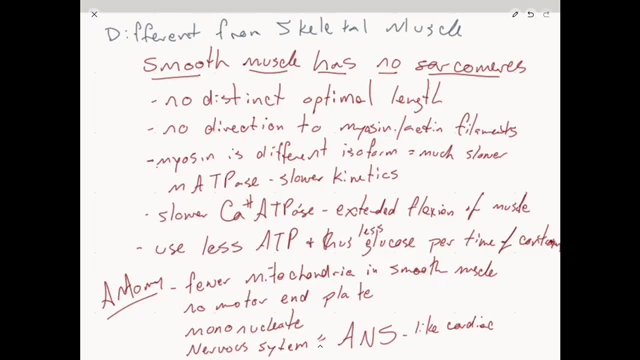 Different from Skeletal Muscle
Smooth muscle has no sarcomeres
- no distinct optimal length
- no direction to myosin/actin filaments
- myosin is different isoform = much slower
m ATPase - slower kinetics
- slower Ca⁺⁺ ATPase - extended flexion of muscle
- use less ATP + thus less glucose per time of
Anatomy - fewer mitochondria in smooth muscle
no motor end plate
mononucleate
Nervous system = ANS - like cardiac